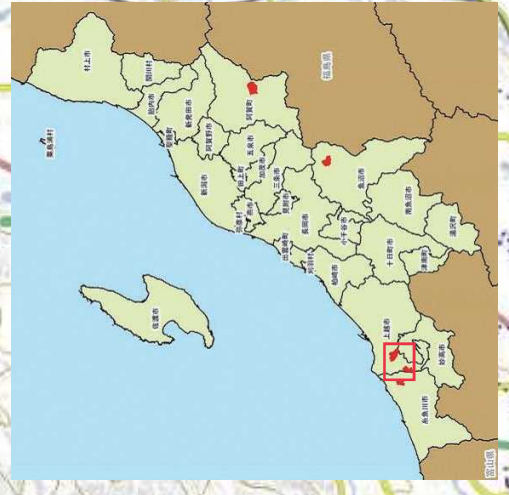 村上市
関川村
粟島浦村
胎内市
新発田市
聖籠町
阿賀野市
新潟市
阿賀町
五泉市
福島県
田上町
加茂市
弥彦村
燕市
三条市
見附市
佐渡市
出雲崎町
長岡市
魚沼市
刈羽村
小千谷市
柏崎市
南魚沼市
十日町市
湯沢町
津南町
上越市
妙高市
糸魚川市
富山県